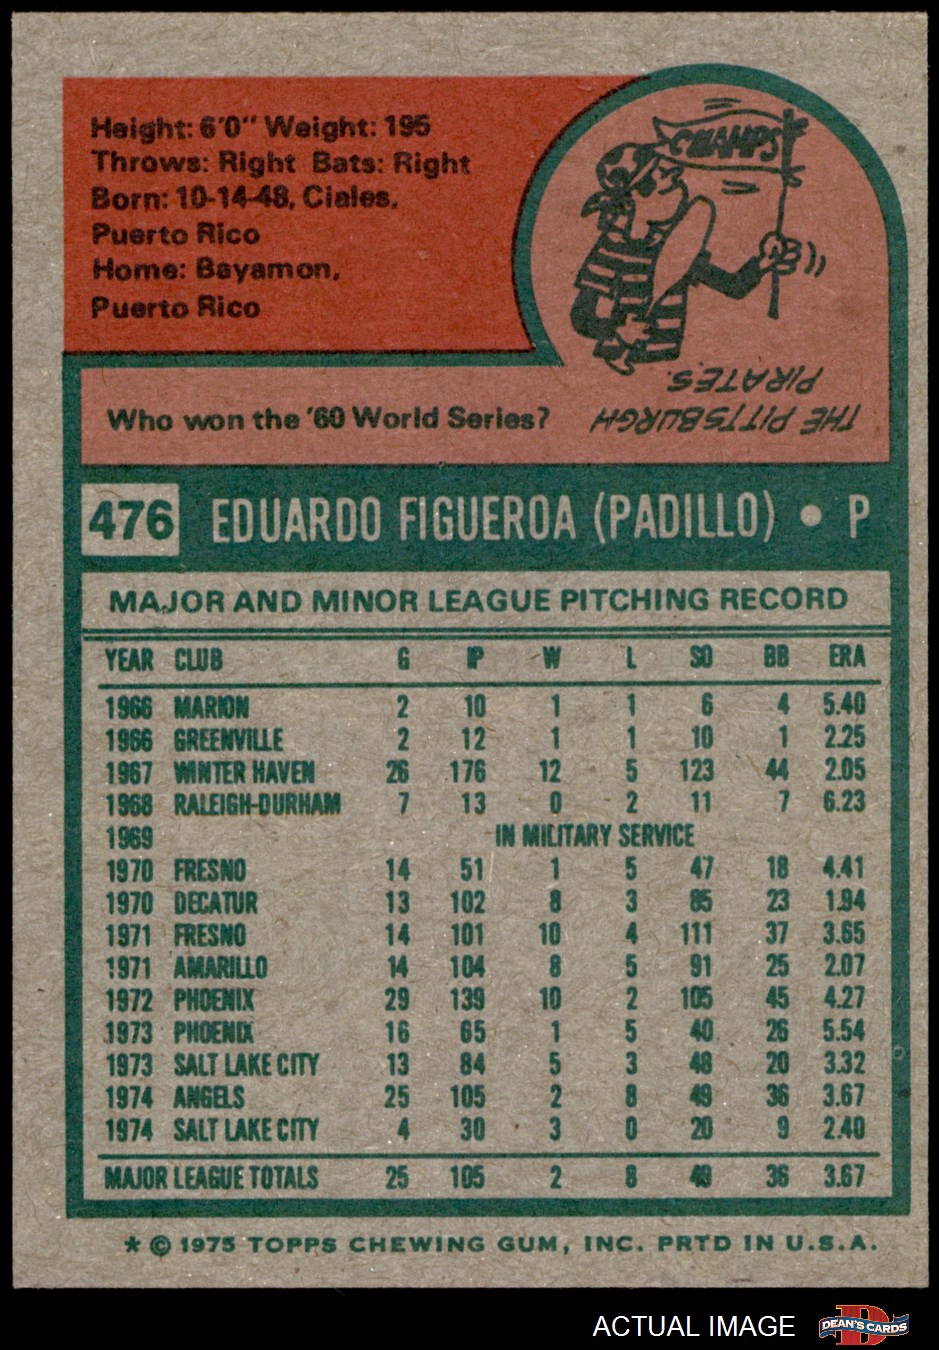 Height: 6'0" Weight: 195
Throws: Right Bats: Right
Born: 10-14-48, Ciales,
Puerto Rico
Home: Bayamon,
Puerto Rico
CHAMPS
Who won the '60 World Series?
THE PITTSBURGH
PIRATES.
476 EDUARDO FIGUEROA (PADILLO) • P
MAJOR AND MINOR LEAGUE PITCHING RECORD
YEAR CLUB G IP W L SO BB ERA
1966 MARION 2 10 1 1 6 4 5.40
1966 GREENVILLE 2 12 1 1 10 1 2.25
1967 WINTER HAVEN 26 176 12 5 123 44 2.05
1968 RALEIGH-DURHAM 7 13 0 2 11 7 6.23
1969 IN MILITARY SERVICE
1970 FRESNO 14 51 1 5 47 18 4.41
1970 DECATUR 13 102 8 3 85 23 1.94
1971 FRESNO 14 101 10 4 111 37 3.65
1971 AMARILLO 14 104 8 5 91 25 2.07
1972 PHOENIX 29 139 10 2 105 45 4.27
1973 PHOENIX 16 65 1 5 40 26 5.54
1973 SALT LAKE CITY 13 84 5 3 48 20 3.32
1974 ANGELS 25 105 2 8 49 36 3.67
1974 SALT LAKE CITY 4 30 3 0 20 9 2.40
MAJOR LEAGUE TOTALS 25 105 2 8 49 36 3.67
* © 1975 TOPPS CHEWING GUM, INC. PRTD IN U.S.A.
ACTUAL IMAGE
DEAN'S CARDS